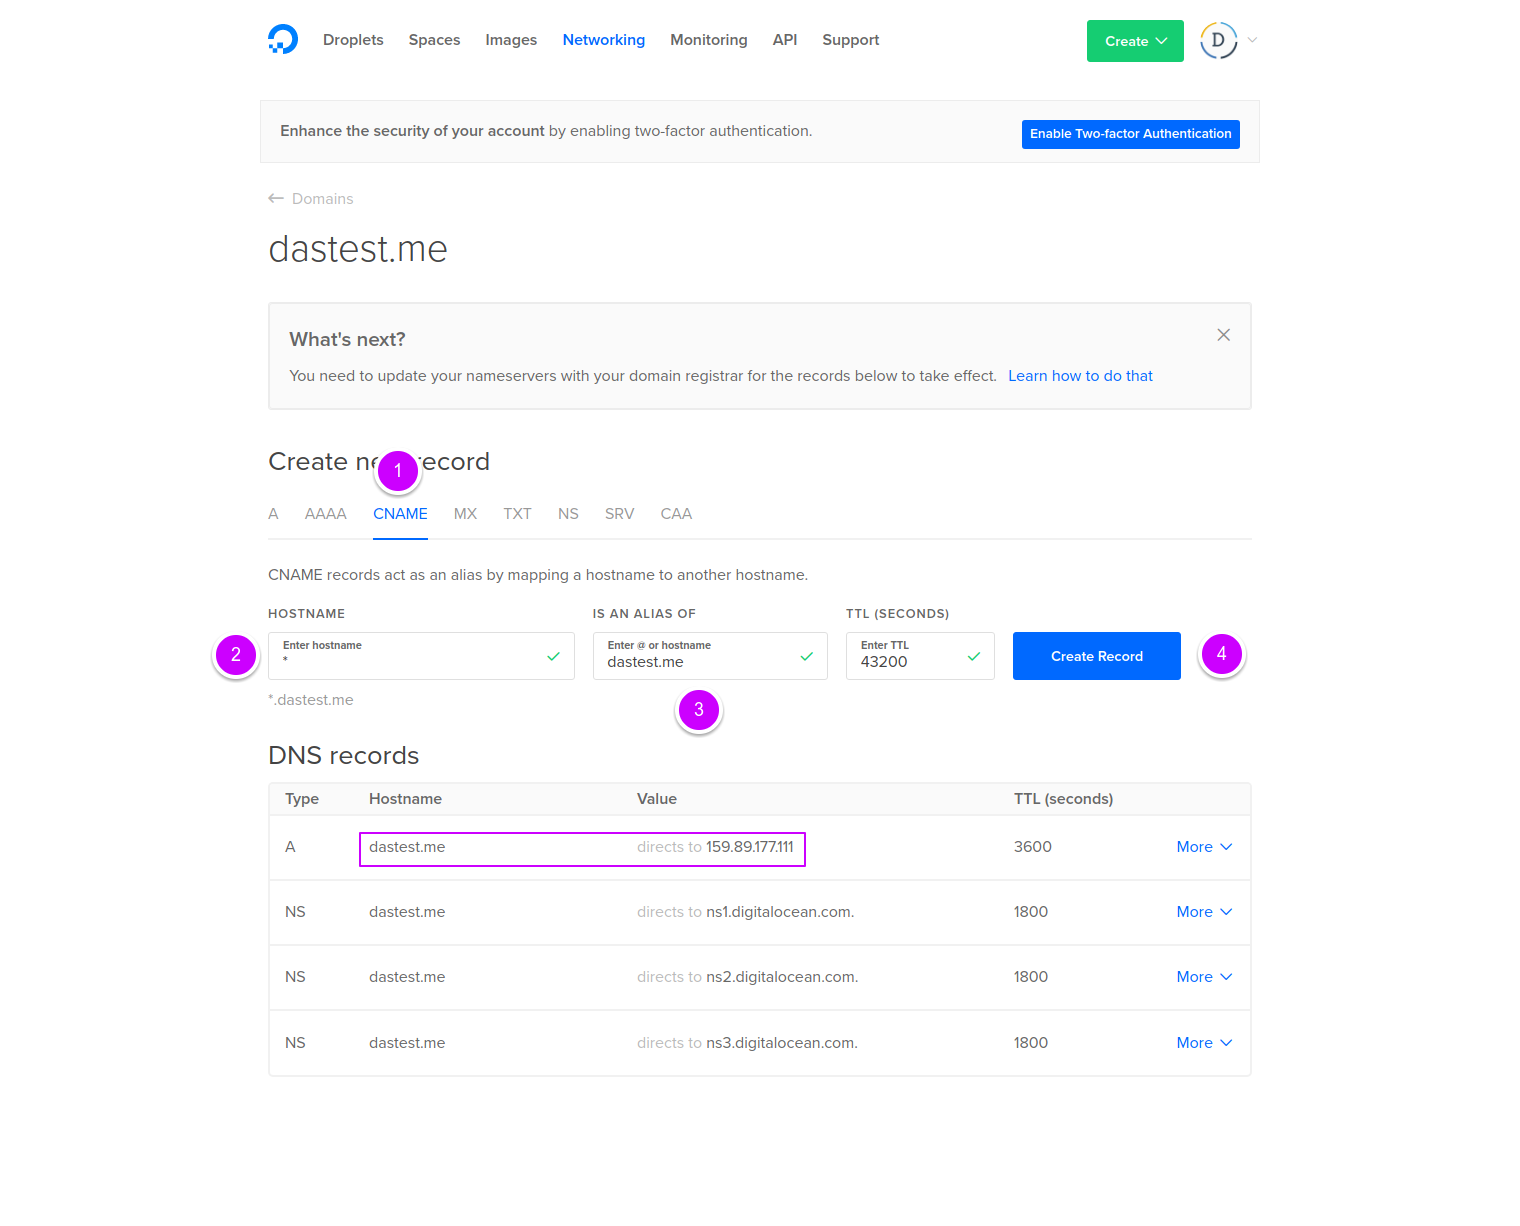 Droplets Spaces Images Networking Monitoring API Support Create D
Enhance the security of your account by enabling two-factor authentication. Enable Two-factor Authentication
← Domains
dastest.me
What's next?
You need to update your nameservers with your domain registrar for the records below to take effect. Learn how to do that
Create ne record
1
A AAAA CNAME MX TXT NS SRV CAA
CNAME records act as an alias by mapping a hostname to another hostname.
HOSTNAME IS AN ALIAS OF TTL (SECONDS)
Enter hostname Enter @ or hostname Enter TTL
2 * dastest.me 43200 Create Record 4
*.dastest.me
3
DNS records
Type Hostname Value TTL (seconds)
A dastest.me directs to 159.89.177.111 3600 More
NS dastest.me directs to ns1.digitalocean.com. 1800 More
NS dastest.me directs to ns2.digitalocean.com. 1800 More
NS dastest.me directs to ns3.digitalocean.com. 1800 More